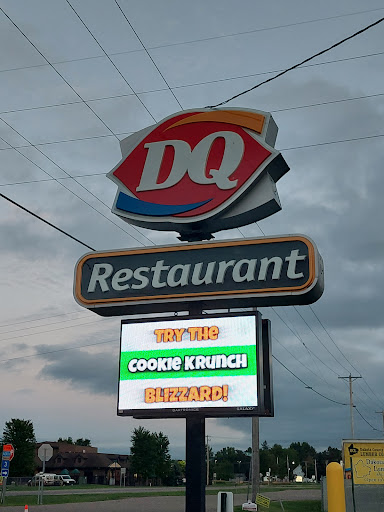 DQ
Restaurant
TRY THE
COOKIE KRUNCH
BLIZZARD!